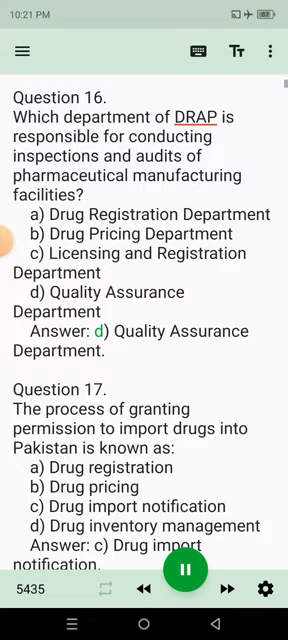 10:21 PM
Question 16.
Which department of DRAP is
responsible for conducting
inspections and audits of
pharmaceutical manufacturing
facilities?
a) Drug Registration Department
b) Drug Pricing Department
c) Licensing and Registration
Department
d) Quality Assurance
Department
Answer: d) Quality Assurance
Department.
Question 17.
The process of granting
permission to import drugs into
Pakistan is known as:
a) Drug registration
b) Drug pricing
c) Drug import notification
d) Drug inventory management
Answer: c) Drug import
notification.
5435